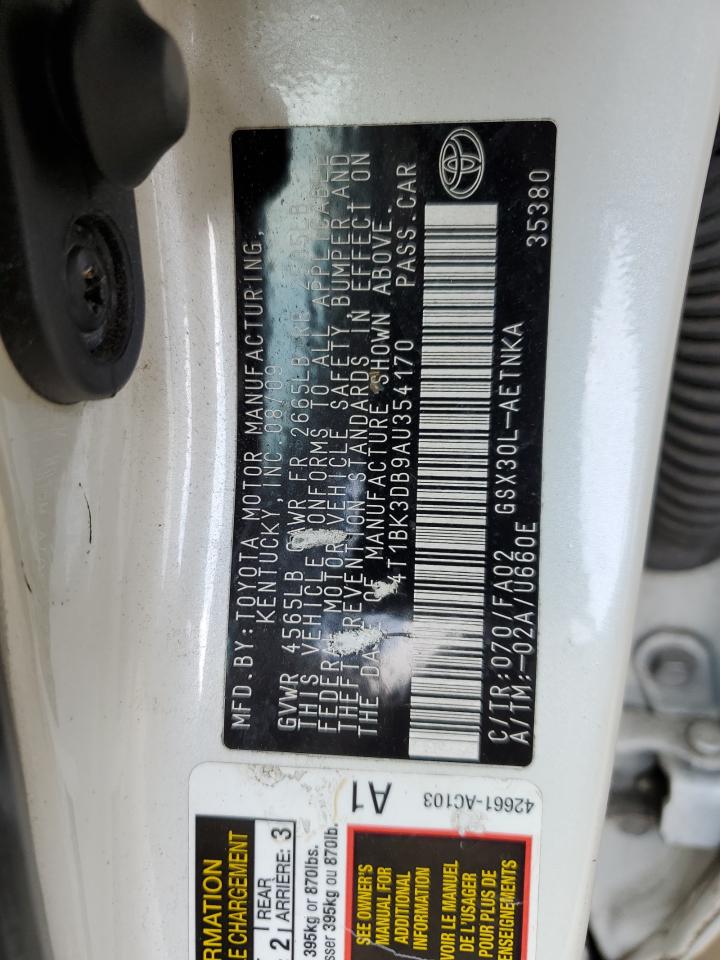 MFD.BY:TOYOTA MOTOR MANUFACTURING,
KENTUCKY, INC.08/09
GVWR 4565LB GAWR FR 2665LB RR
THIS VEHICLE CONFORMS TO ALL APPLICABLE
FEDERAL MOTOR VEHICLE SAFETY BUMPER AND
THEFT PREVENTION STANDARDS IN EFFECT ON
THE DATE OF MANUFACTURE SHOWN ABOVE.
4T1BK3DB9AU354170 PASS.CAR
C/TR:070/FA02 GSX30L-AETNKA
A/TM:-02A/U660E 35380
A1
42661-AC103
CHARGEMENT
REAR
2 ARRIÈRE: 3
395kg or 870lbs.
395kg ou 870lb.
SEE OWNER'S
MANUAL FOR
ADDITIONAL
INFORMATION
VOIR LE MANUEL
DE L'USAGER
POUR PLUS DE